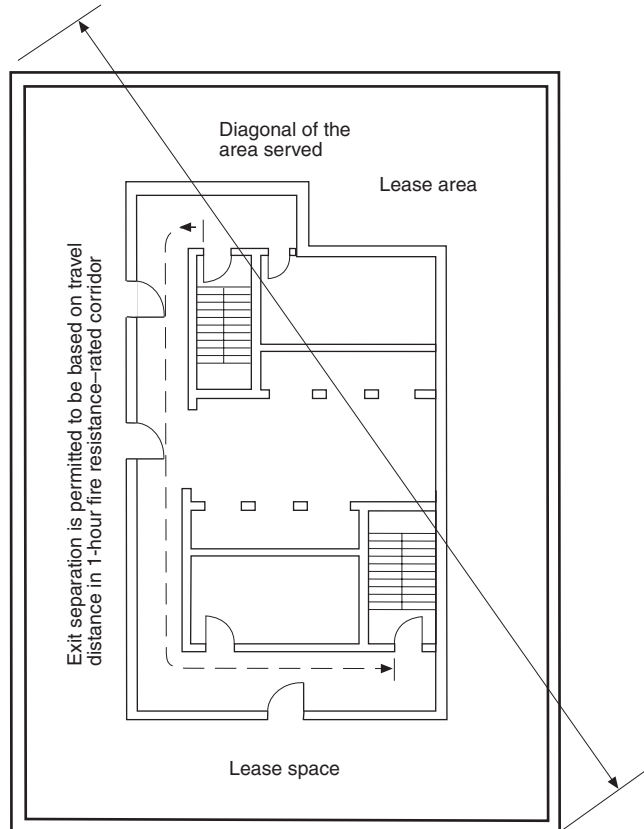 Diagonal of the
area served
Lease area
Exit separation is permitted to be based on travel
distance in 1-hour fire resistance–rated corridor
Lease space